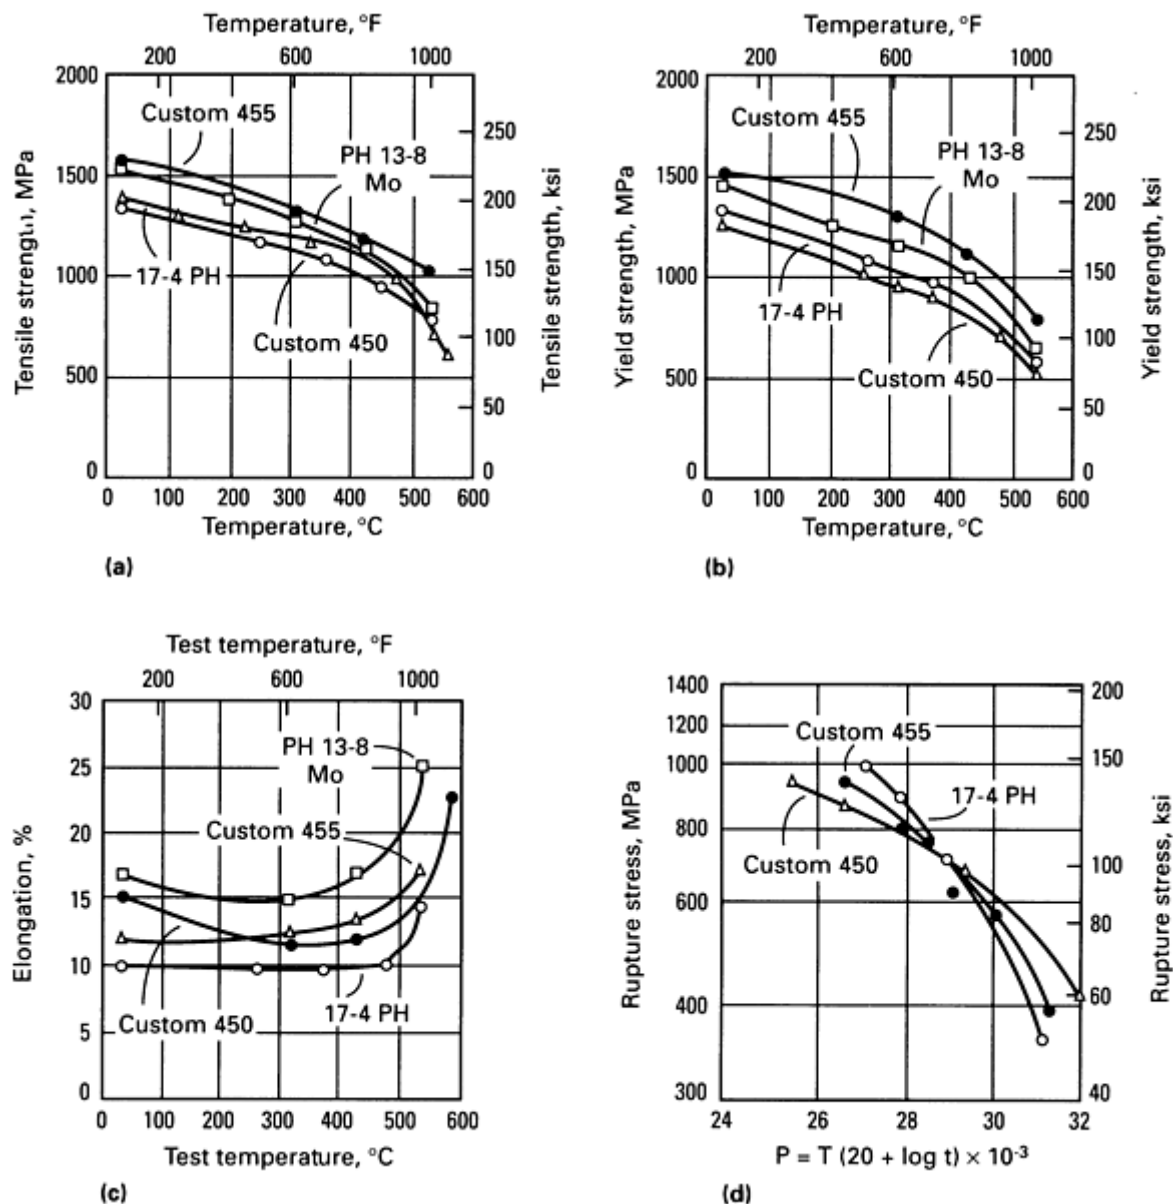 Temperature, °F
200 600 1000
2000
1500
1000
500
0
Tensile strength, MPa
Custom 455
PH 13-8
Mo
17-4 PH
Custom 450
250
200
150
100
50
0
Tensile strength, ksi
0 100 200 300 400 500 600
Temperature, °C
(a)
Temperature, °F
200 600 1000
2000
1500
1000
500
0
Yield strength, MPa
Custom 455
PH 13-8
Mo
17-4 PH
Custom 450
250
200
150
100
50
0
Yield strength, ksi
0 100 200 300 400 500 600
Temperature, °C
(b)
Test temperature, °F
200 600 1000
30
25
20
15
10
5
0
Elongation, %
PH 13-8
Mo
Custom 455
Custom 450
17-4 PH
0 100 200 300 400 500 600
Test temperature, °C
(c)
1400
1200
1000
800
600
400
300
Rupture stress, MPa
Custom 455
17-4 PH
Custom 450
200
150
100
80
60
40
Rupture stress, ksi
24 26 28 30 32
P = T (20 + log t) × 10⁻³
(d)